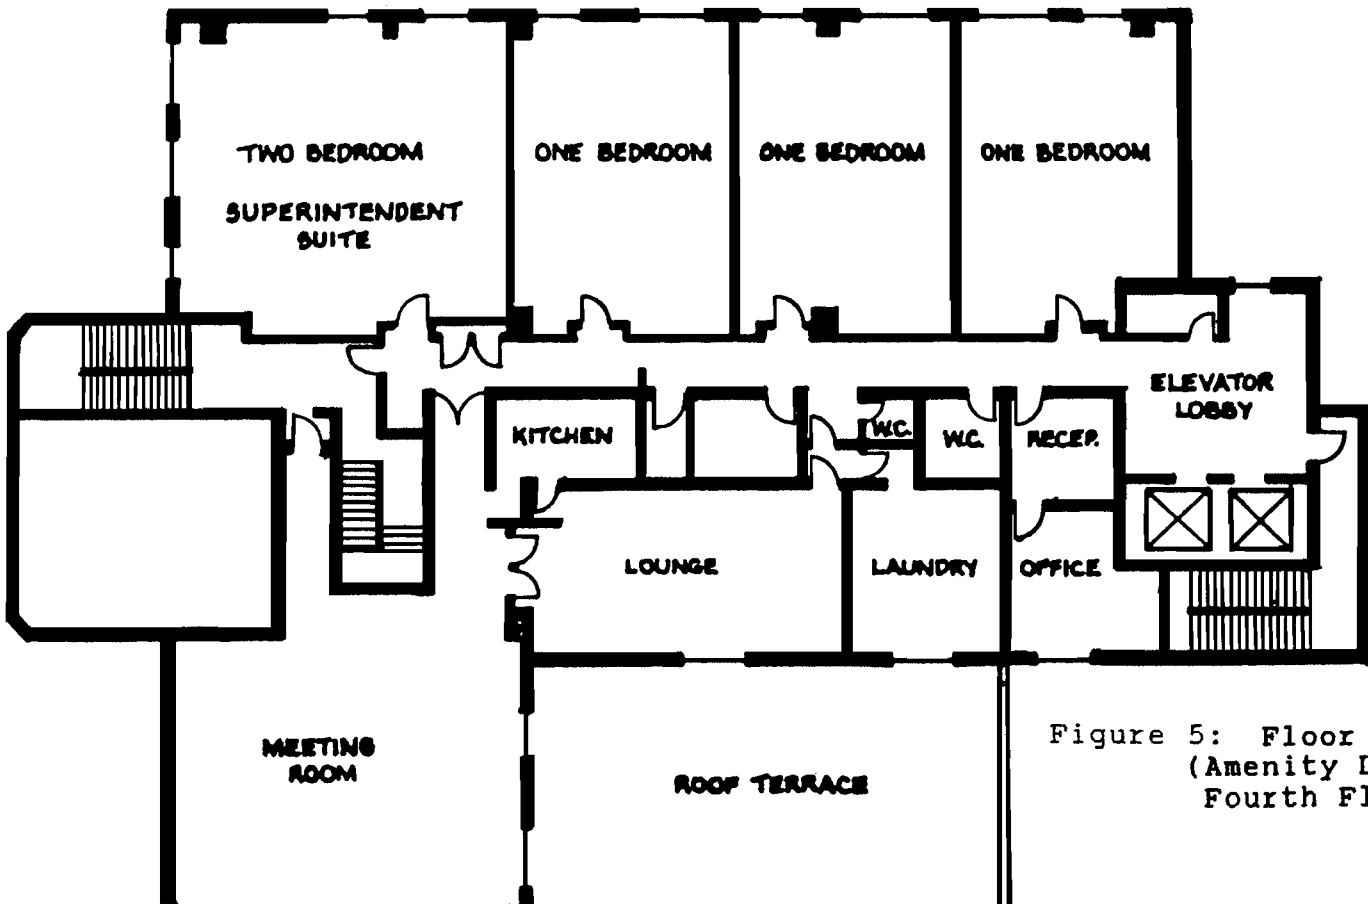 TWO BEDROOM
SUPERINTENDENT
SUITE
ONE BEDROOM
ONE BEDROOM
ONE BEDROOM
ELEVATOR
LOBBY
KITCHEN
W.C.
W.C.
RECEP.
LOUNGE
LAUNDRY
OFFICE
MEETING
ROOM
ROOF TERRACE
Figure 5: Floor
(Amenity
Fourth